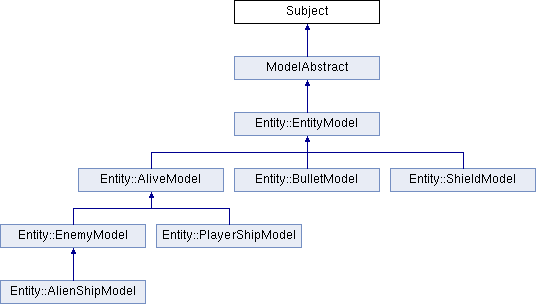 Subject
ModelAbstract
Entity::EntityModel
Entity::AliveModel
Entity::BulletModel
Entity::ShieldModel
Entity::EnemyModel
Entity::PlayerShipModel
Entity::AlienShipModel